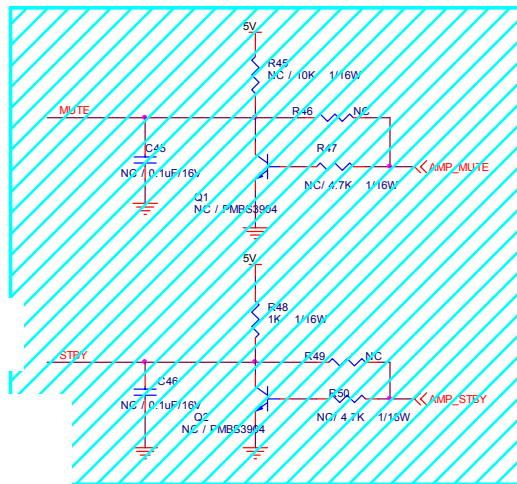 5V
R45
NC / 10K 1/16W
MUTE
R46 NC
C45
NC / 0.1uF/16V
R47
NC/ 4.7K 1/16W
AMP_MUTE
Q1
NC / PMBS3904
5V
R48
1K 1/16W
STBY
R49 NC
C46
NC / 0.1uF/16V
R50
NC/ 4.7K 1/16W
AMP_STBY
Q2
NC / PMBS3904